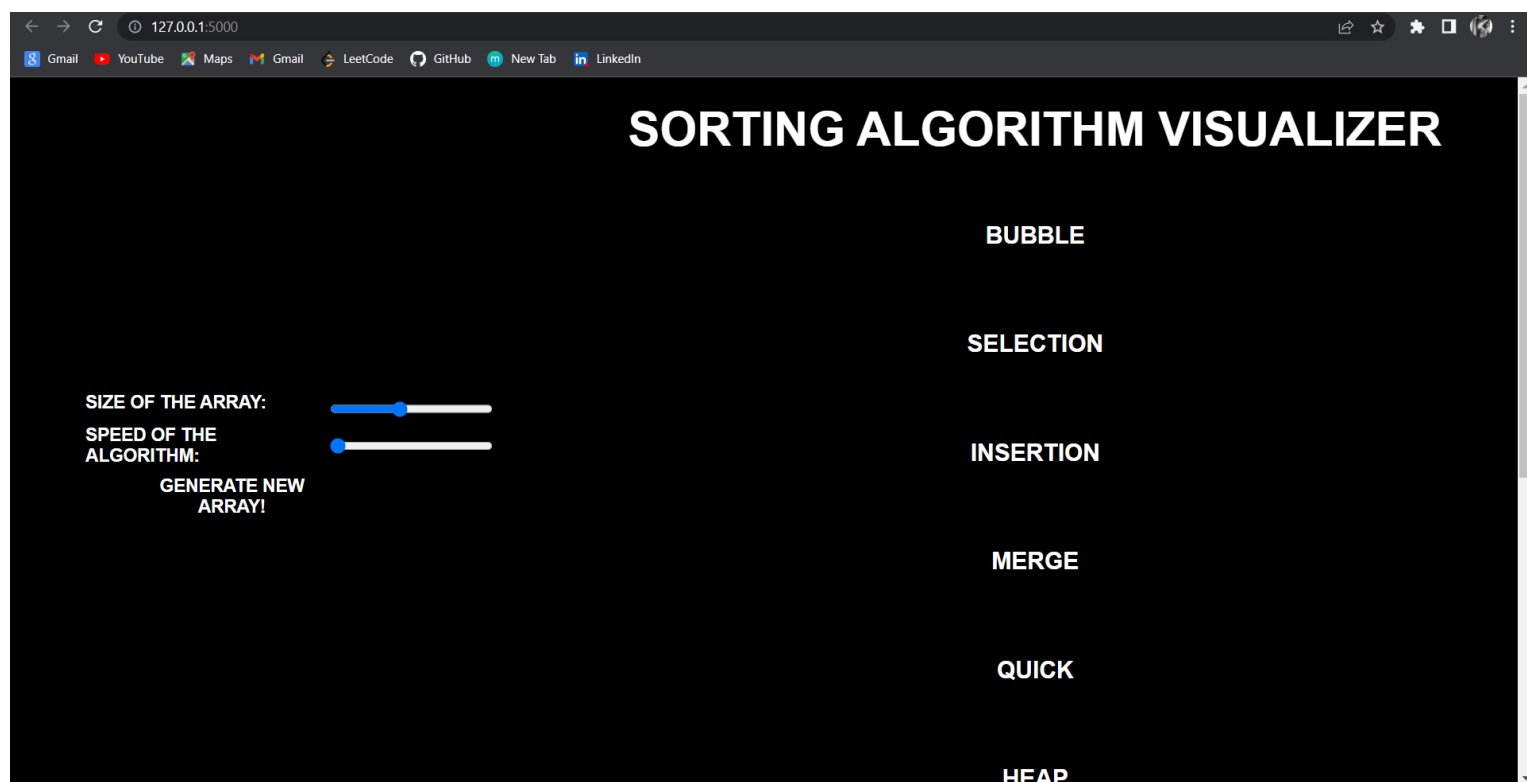 127.0.0.1:5000
Gmail YouTube Maps Gmail LeetCode GitHub New Tab LinkedIn
SORTING ALGORITHM VISUALIZER
BUBBLE
SELECTION
SIZE OF THE ARRAY:
SPEED OF THE
ALGORITHM:
GENERATE NEW
ARRAY!
INSERTION
MERGE
QUICK
HEAP